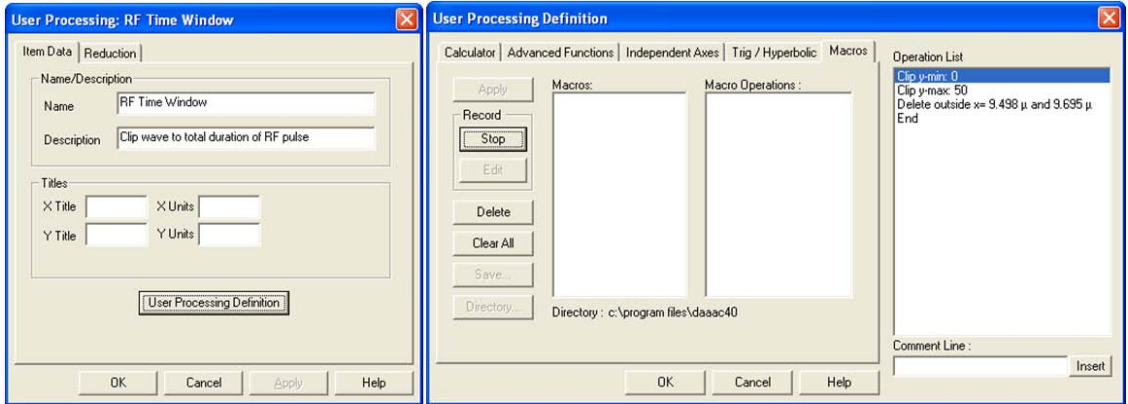 User Processing: RF Time Window
Item Data Reduction
Name/Description
Name RF Time Window
Description Clip wave to total duration of RF pulse
Titles
X Title X Units
Y Title Y Units
User Processing Definition
OK Cancel Apply Help
User Processing Definition
Calculator Advanced Functions Independent Axes Trig / Hyperbolic Macros
Apply
Record
Stop
Edit
Delete
Clear All
Save...
Directory...
Macros:
Macro Operations :
Directory : c:\program files\daaac40
OK Cancel Help
Operation List
Clip y-min: 0
Clip y-max: 50
Delete outside x= 9.498 µ and 9.695 µ
End
Comment Line :
Insert